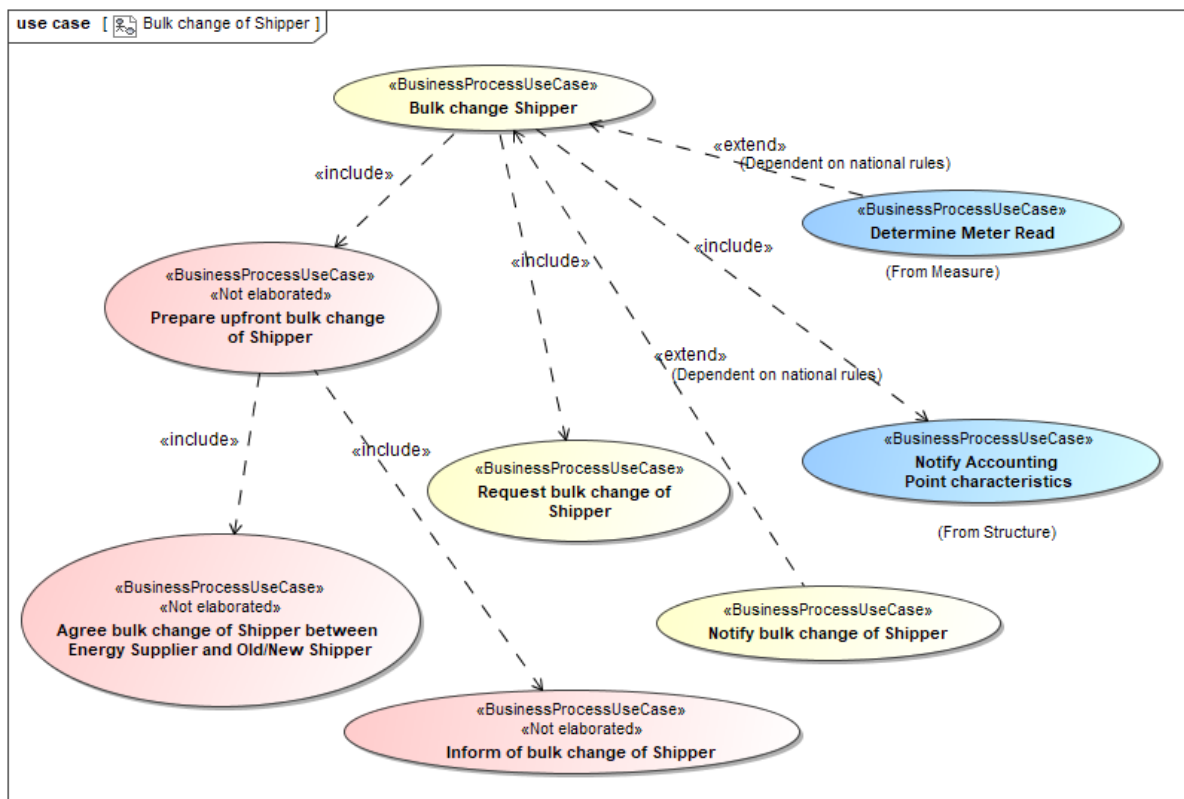 use case [ Bulk change of Shipper ]
«BusinessProcessUseCase»
Bulk change Shipper
«extend»
(Dependent on national rules)
«include»
«BusinessProcessUseCase»
Determine Meter Read
(From Measure)
«include»
«include»
«BusinessProcessUseCase»
«Not elaborated»
Prepare upfront bulk change
of Shipper
«extend»
(Dependent on national rules)
«include»
«include»
«BusinessProcessUseCase»
Notify Accounting
Point characteristics
(From Structure)
«BusinessProcessUseCase»
Request bulk change of
Shipper
«BusinessProcessUseCase»
«Not elaborated»
Agree bulk change of Shipper between
Energy Supplier and Old/New Shipper
«BusinessProcessUseCase»
Notify bulk change of Shipper
«BusinessProcessUseCase»
«Not elaborated»
Inform of bulk change of Shipper